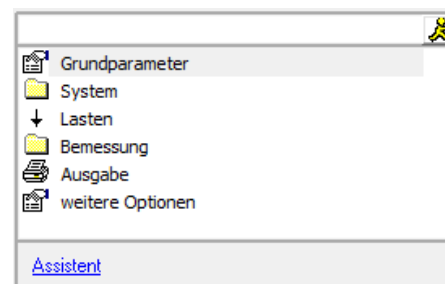 Grundparameter
System
Lasten
Bemessung
Ausgabe
weitere Optionen
Assistent